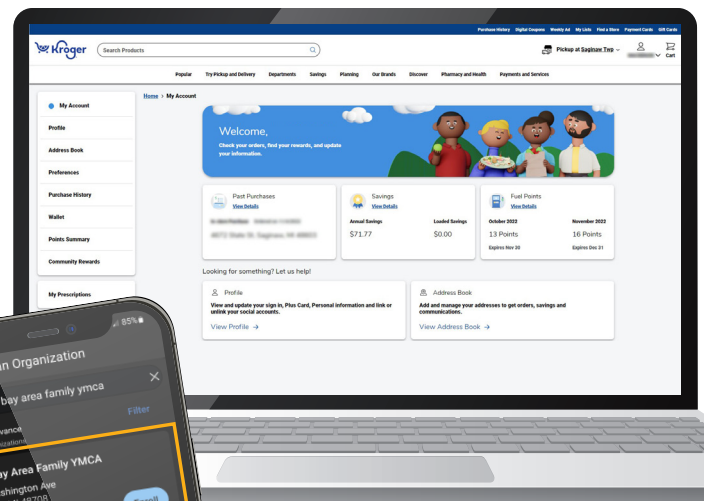 Purchase History Digital Coupons Weekly Ad My Lists Find a Store Payment Cards Gift Cards
Kroger Search Products Pickup at Saginaw Twp Cart
Popular Try Pickup and Delivery Departments Savings Planning Our Brands Discover Pharmacy and Health Payments and Services
My Account
Profile
Address Book
Preferences
Purchase History
Wallet
Points Summary
Community Rewards
My Prescriptions
Home > My Account
Welcome,
Check your orders, find your rewards, and update
your information.
Past Purchases
View Details
Savings
View Details
Annual Savings Loaded Savings
$71.77 $0.00
Fuel Points
View Details
October 2022 November 2022
13 Points 16 Points
Expires Nov 30 Expires Dec 31
Looking for something? Let us help!
Profile
View and update your sign in, Plus Card, Personal Information and link or
unlink your social accounts.
View Profile →
Address Book
Add and manage your addresses to get orders, savings and
communications.
View Address Book →
85%
an Organization
bay area family ymca
Filter
vance
nizations
ay Area Family YMCA
shington Ave
48708
Enroll